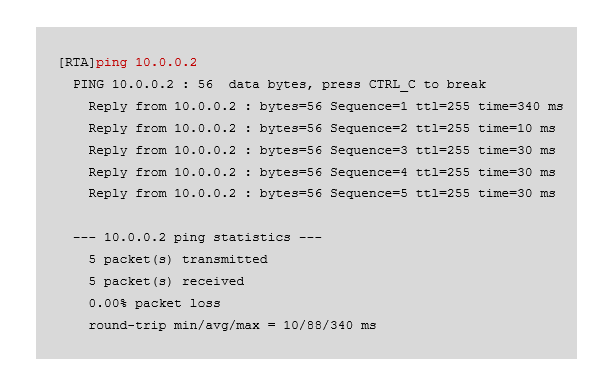 [RTA]ping 10.0.0.2
PING 10.0.0.2 : 56  data bytes, press CTRL_C to break
Reply from 10.0.0.2 : bytes=56 Sequence=1 ttl=255 time=340 ms
Reply from 10.0.0.2 : bytes=56 Sequence=2 ttl=255 time=10 ms
Reply from 10.0.0.2 : bytes=56 Sequence=3 ttl=255 time=30 ms
Reply from 10.0.0.2 : bytes=56 Sequence=4 ttl=255 time=30 ms
Reply from 10.0.0.2 : bytes=56 Sequence=5 ttl=255 time=30 ms
--- 10.0.0.2 ping statistics ---
5 packet(s) transmitted
5 packet(s) received
0.00% packet loss
round-trip min/avg/max = 10/88/340 ms